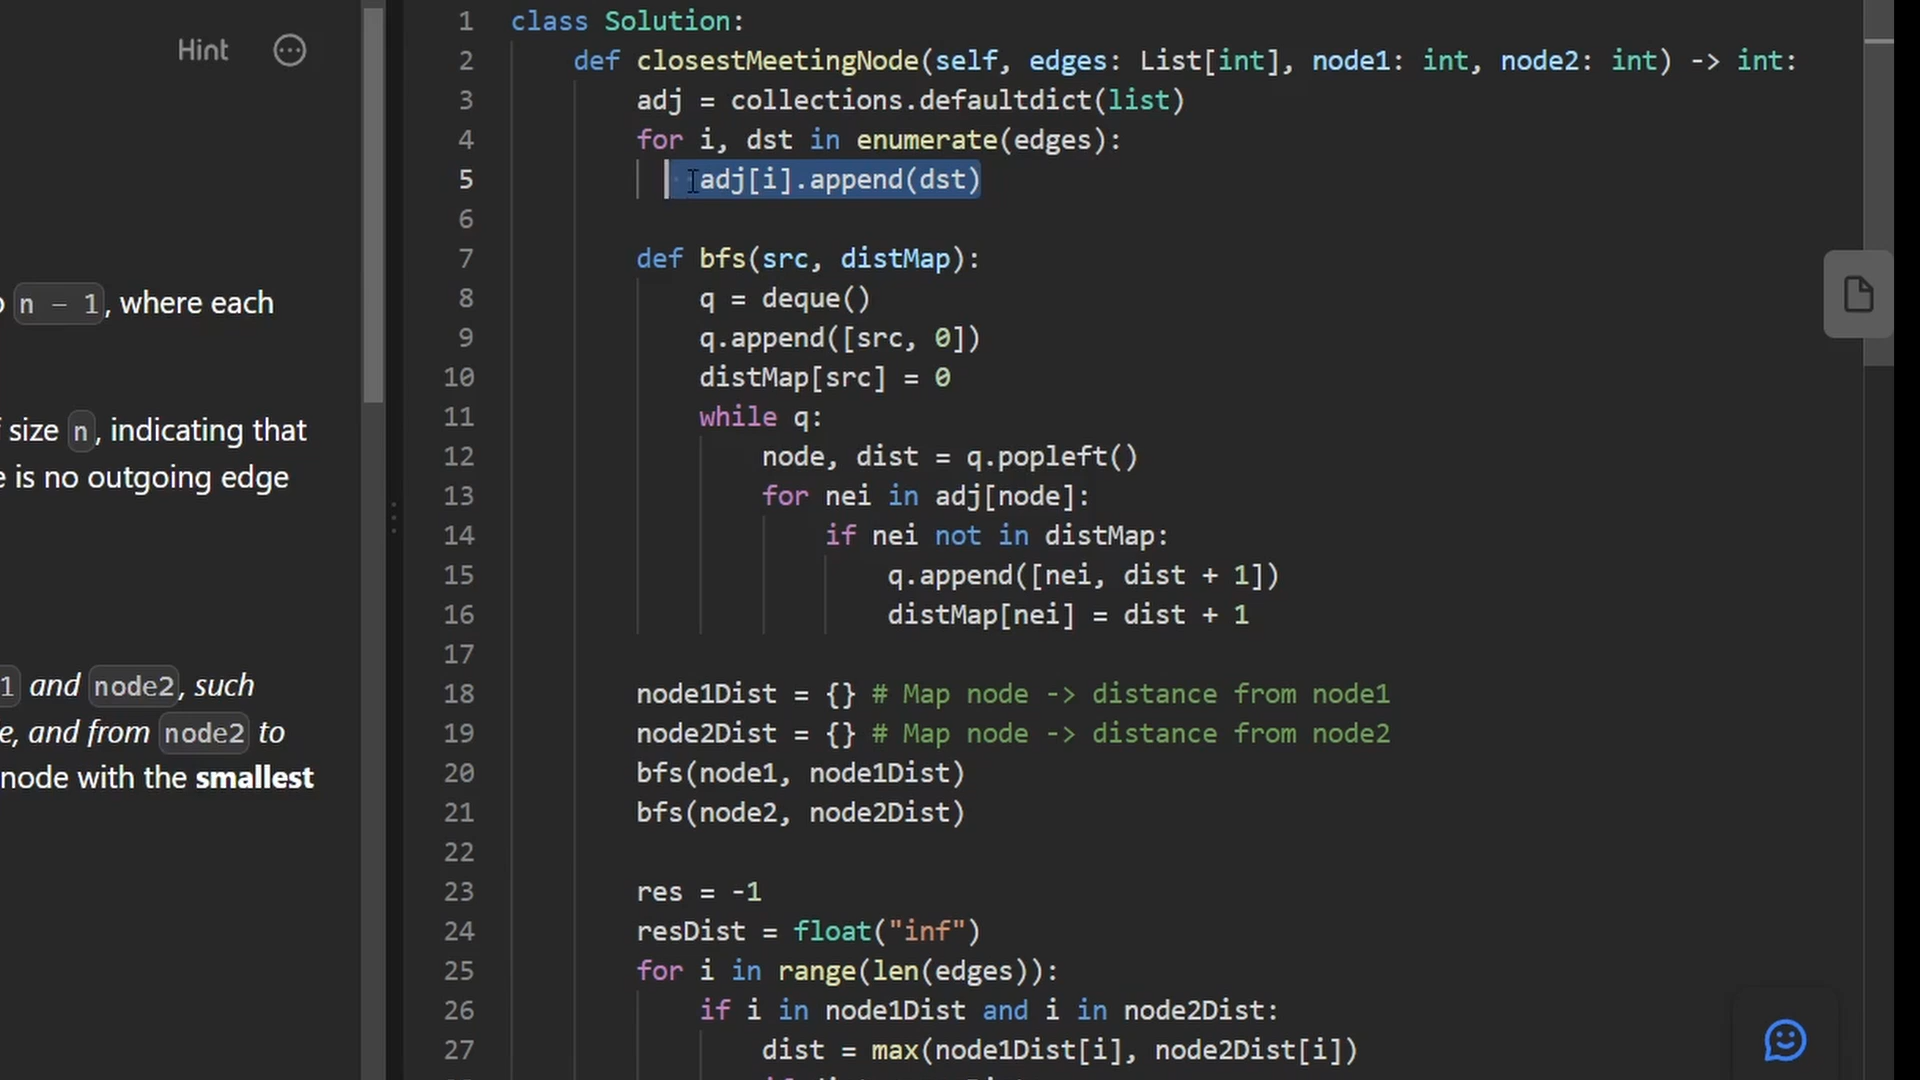 Hint
n - 1, where each
size n, indicating that
e is no outgoing edge
1 and node2, such
e, and from node2 to
node with the smallest
1 class Solution:
2 def closestMeetingNode(self, edges: List[int], node1: int, node2: int) -> int:
3 adj = collections.defaultdict(list)
4 for i, dst in enumerate(edges):
5 adj[i].append(dst)
6
7 def bfs(src, distMap):
8 q = deque()
9 q.append([src, 0])
10 distMap[src] = 0
11 while q:
12 node, dist = q.popleft()
13 for nei in adj[node]:
14 if nei not in distMap:
15 q.append([nei, dist + 1])
16 distMap[nei] = dist + 1
17
18 node1Dist = {} # Map node -> distance from node1
19 node2Dist = {} # Map node -> distance from node2
20 bfs(node1, node1Dist)
21 bfs(node2, node2Dist)
22
23 res = -1
24 resDist = float("inf")
25 for i in range(len(edges)):
26 if i in node1Dist and i in node2Dist:
27 dist = max(node1Dist[i], node2Dist[i])